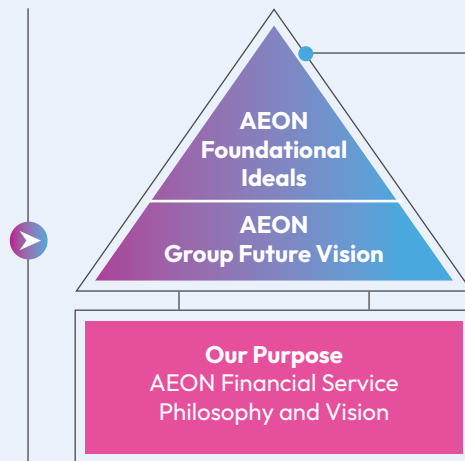 AEON
Foundational
Ideals
AEON
Group Future Vision
Our Purpose
AEON Financial Service
Philosophy and Vision